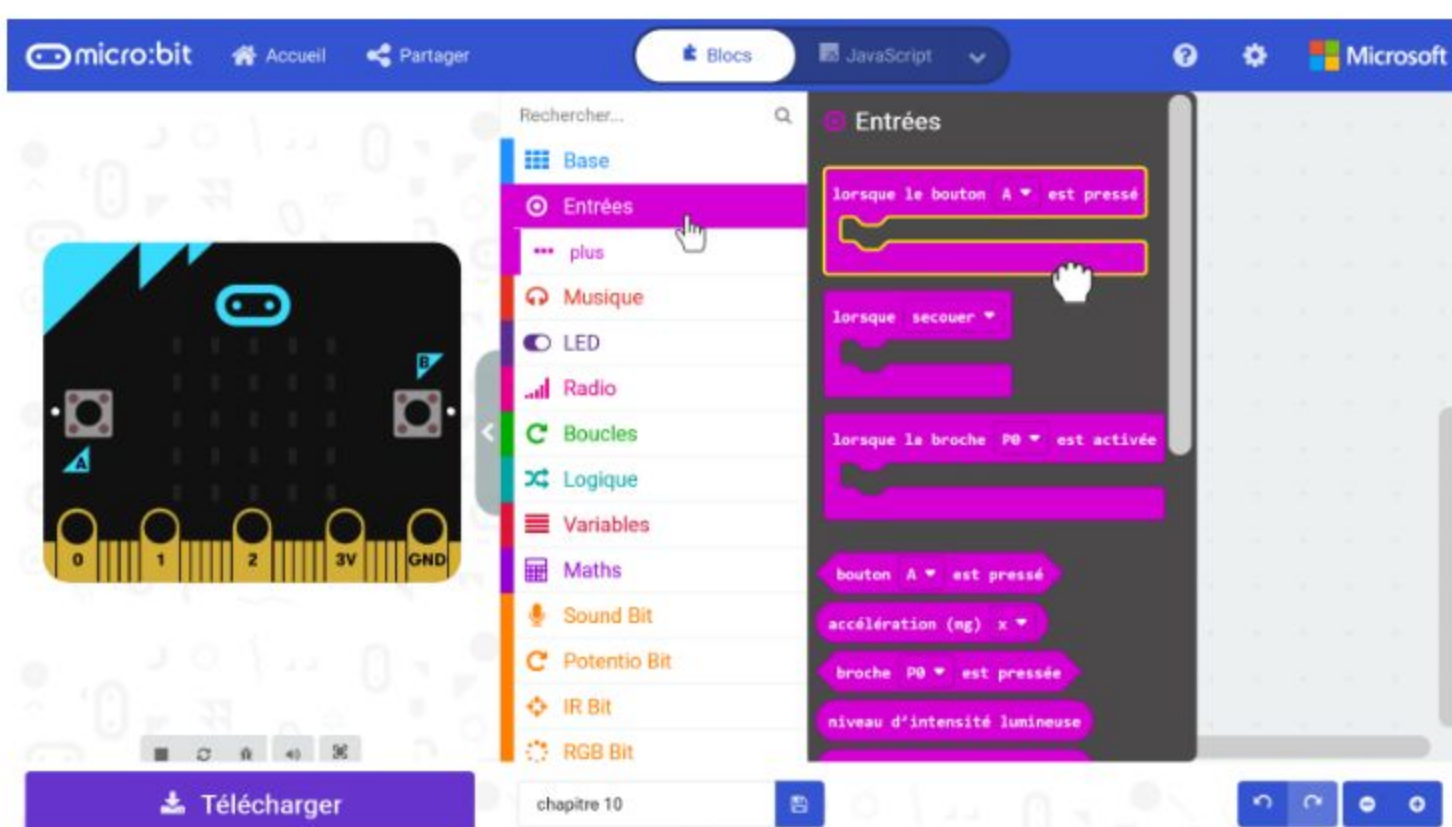 micro:bit Accueil Partager Blocs JavaScript Microsoft
Rechercher...
Base
Entrées
plus
Musique
LED
Radio
Boucles
Logique
Variables
Maths
Sound Bit
Potentio Bit
IR Bit
RGB Bit
Entrées
lorsque le bouton A est pressé
lorsque secouer
lorsque la broche P0 est activée
bouton A est pressé
accélération (mg) x
broche P0 est pressée
niveau d'intensité lumineuse
B
A
0 1 2 3V GND
Télécharger
chapitre 10